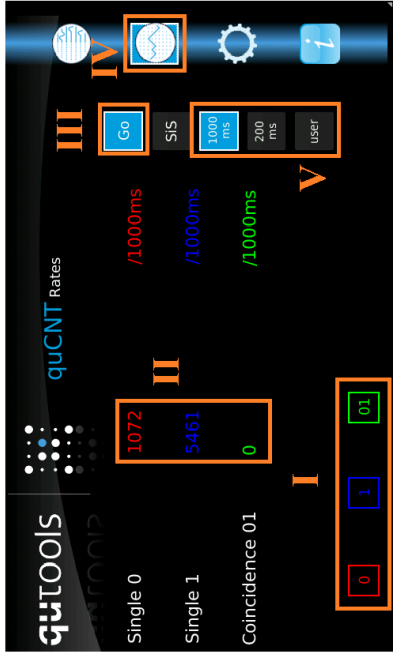 qutools
quCNT Rates
IV
III
Go
SiS
1000 ms
200 ms
user
V
II
Single 0 1072 /1000ms
Single 1 5461 /1000ms
Coincidence 01 0 /1000ms
I
0 1 01
i